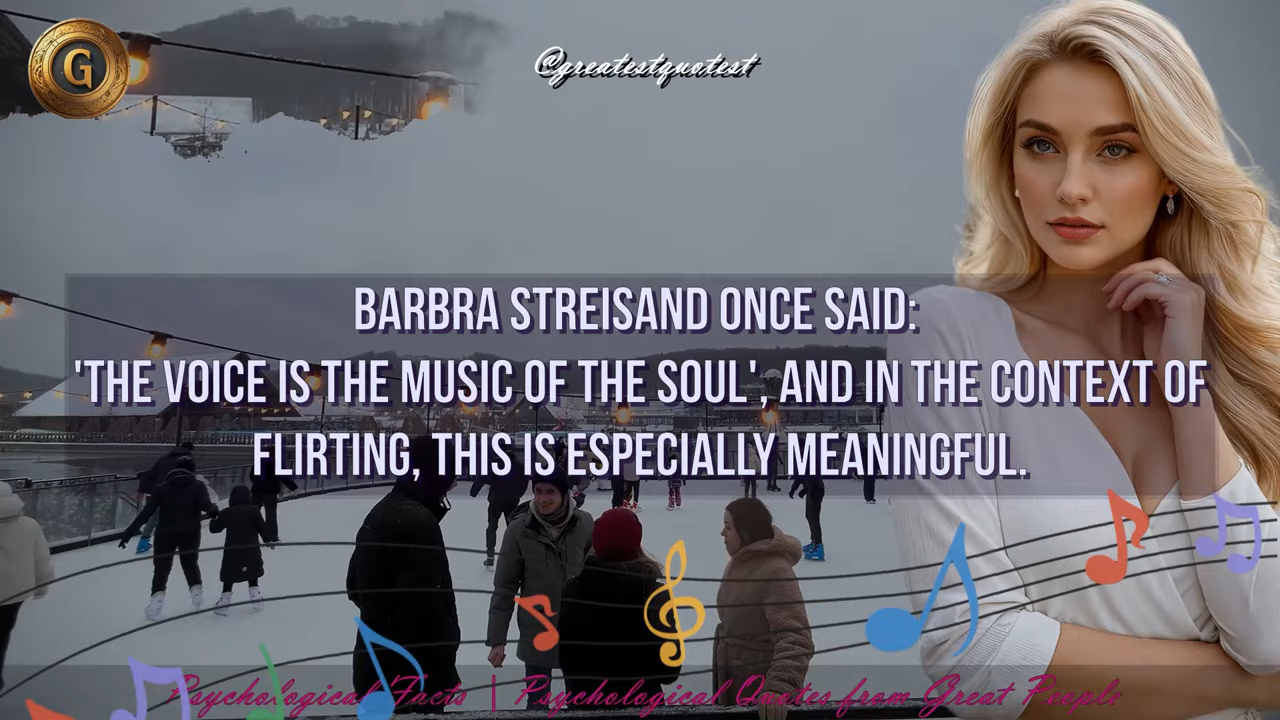 G
@greatestquotest
BARBRA STREISAND ONCE SAID:
'THE VOICE IS THE MUSIC OF THE SOUL', AND IN THE CONTEXT OF
FLIRTING, THIS IS ESPECIALLY MEANINGFUL.
Psychological Facts | Psychological Quotes from Great People